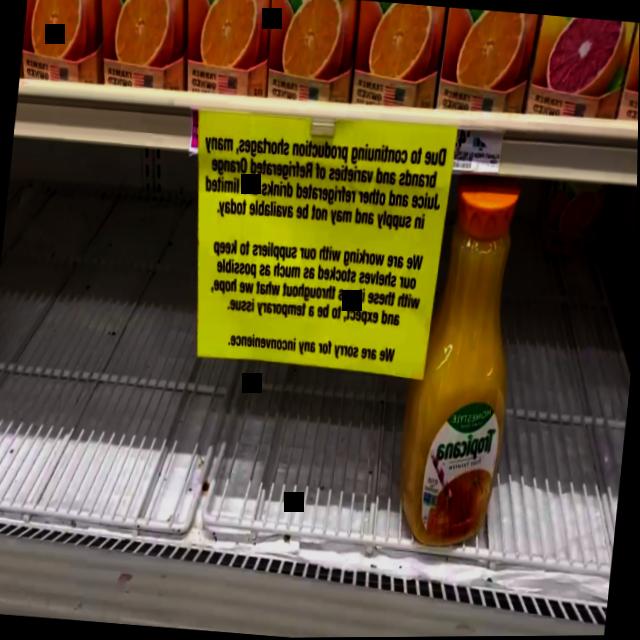 Due to continuing production shortages, many
brands and varieties of Refrigerated Orange
Juice and other refrigerated drinks limited
in supply and may not be available today.
We are working with our suppliers to keep
our shelves stocked as much as possible
with these throughout what we hope,
and expect, to be a temporary issue.
We are sorry for any inconvenience.
HOMESTYLE
Tropicana